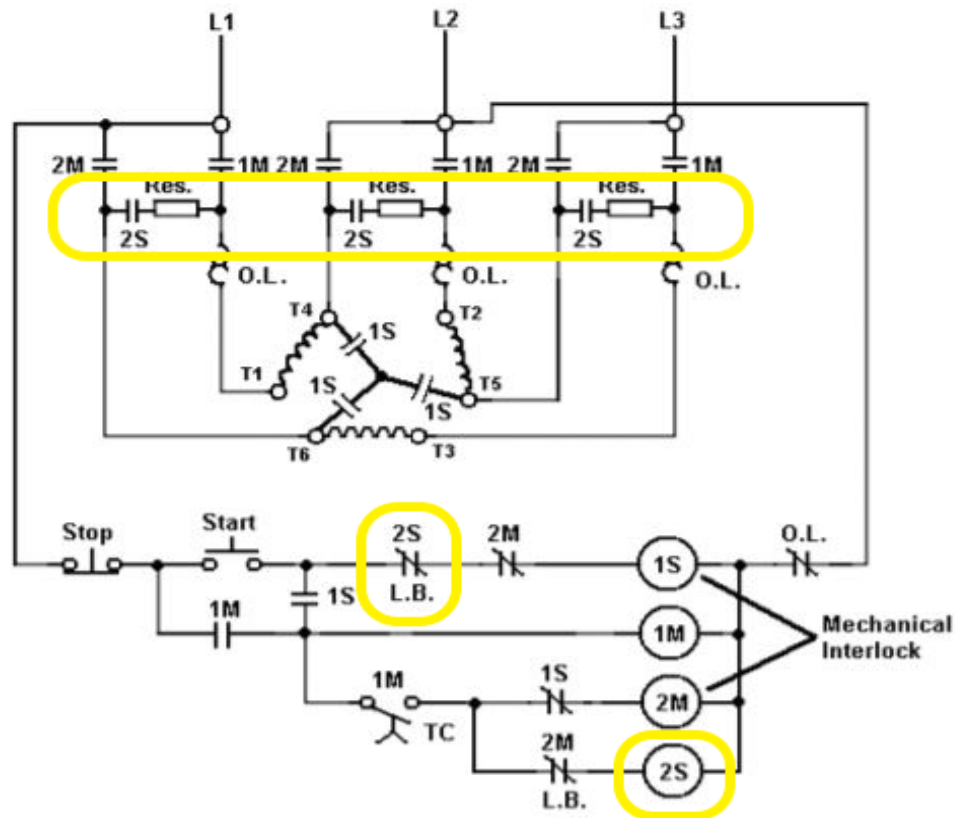 L1 L2 L3
2M 1M 2M 1M 2M 1M
Res. Res. Res.
2S 2S 2S
O.L. O.L. O.L.
T4 T2
1S
T1 1S 1S T5
T6 T3
Stop Start 2S 2M 1S O.L.
L.B.
1S
1M 1M Mechanical
Interlock
1M 1S 2M
TC
2M 2S
L.B.